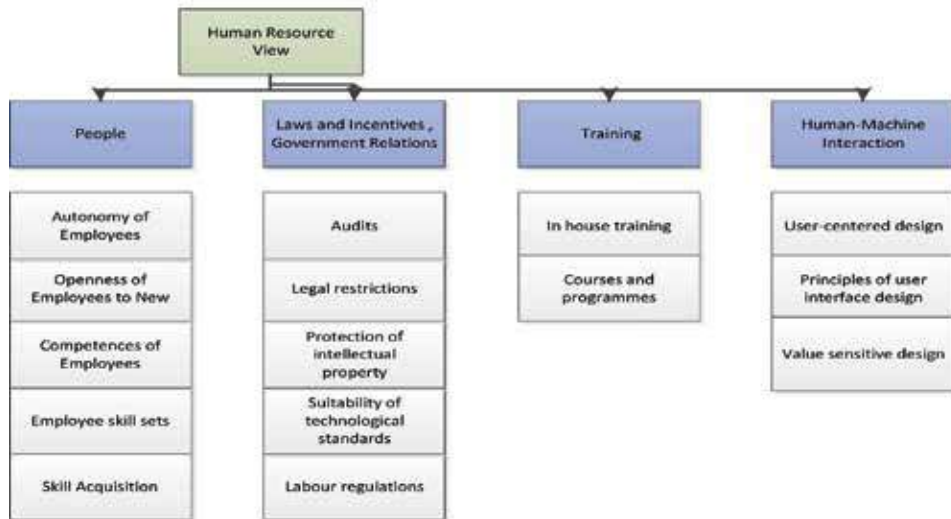 Human Resource
View
People
Laws and Incentives ,
Government Relations
Training
Human-Machine
Interaction
Autonomy of
Employees
Openness of
Employees to New
Competences of
Employees
Employee skill sets
Skill Acquisition
Audits
Legal restrictions
Protection of
intellectual
property
Suitability of
technological
standards
Labour regulations
In house training
Courses and
programmes
User-centered design
Principles of user
interface design
Value sensitive design